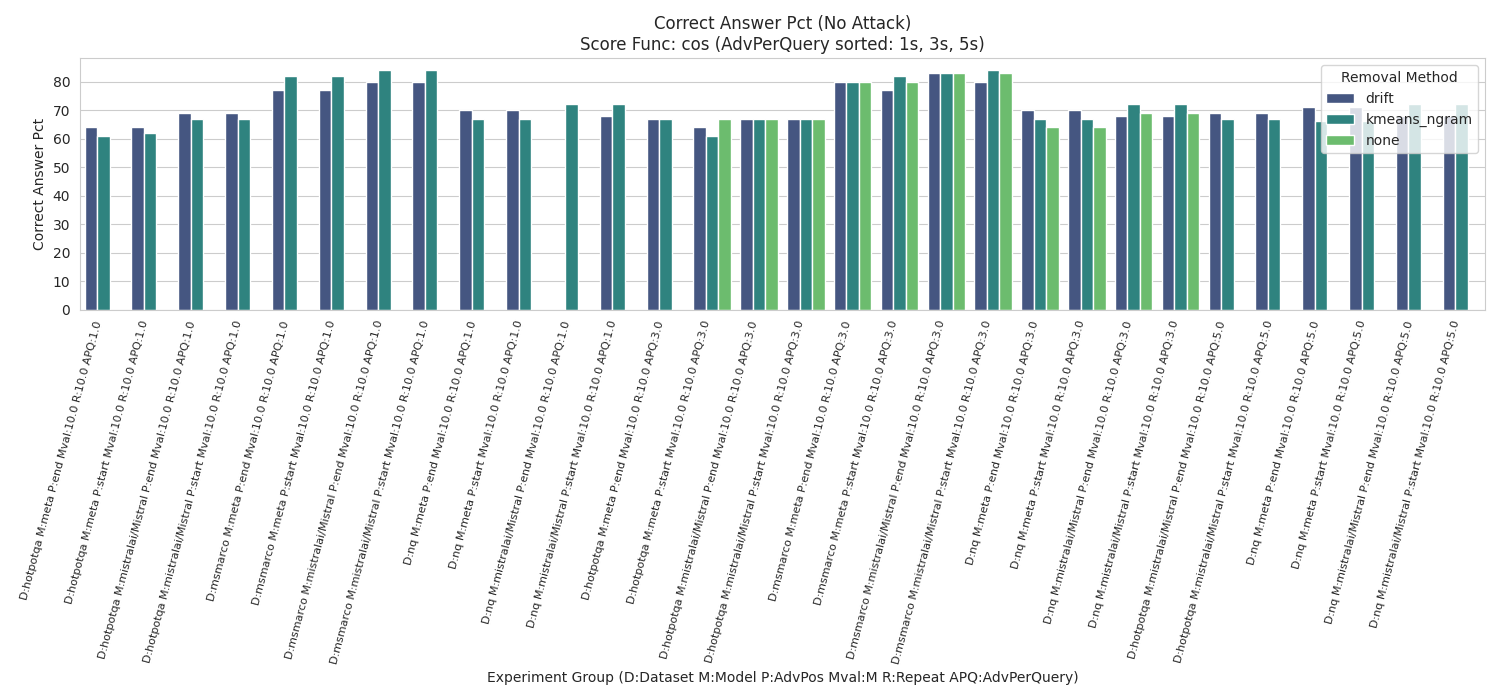 Correct Answer Pct (No Attack)
Score Func: cos (AdvPerQuery sorted: 1s, 3s, 5s)
Correct Answer Pct
80
70
60
50
40
30
20
10
0
Removal Method
drift
kmeans_ngram
none
D:hotpotqa M:meta P:end Mval:10.0 R:10.0 APQ:1.0
D:hotpotqa M:meta P:start Mval:10.0 R:10.0 APQ:1.0
D:hotpotqa M:mistralai/Mistral P:end Mval:10.0 R:10.0 APQ:1.0
D:hotpotqa M:mistralai/Mistral P:start Mval:10.0 R:10.0 APQ:1.0
D:msmarco M:meta P:end Mval:10.0 R:10.0 APQ:1.0
D:msmarco M:meta P:start Mval:10.0 R:10.0 APQ:1.0
D:msmarco M:mistralai/Mistral P:end Mval:10.0 R:10.0 APQ:1.0
D:msmarco M:mistralai/Mistral P:start Mval:10.0 R:10.0 APQ:1.0
D:nq M:meta P:end Mval:10.0 R:10.0 APQ:1.0
D:nq M:meta P:start Mval:10.0 R:10.0 APQ:1.0
D:nq M:mistralai/Mistral P:end Mval:10.0 R:10.0 APQ:1.0
D:nq M:mistralai/Mistral P:start Mval:10.0 R:10.0 APQ:1.0
D:hotpotqa M:meta P:end Mval:10.0 R:10.0 APQ:3.0
D:hotpotqa M:meta P:start Mval:10.0 R:10.0 APQ:3.0
D:hotpotqa M:mistralai/Mistral P:end Mval:10.0 R:10.0 APQ:3.0
D:hotpotqa M:mistralai/Mistral P:start Mval:10.0 R:10.0 APQ:3.0
D:msmarco M:meta P:end Mval:10.0 R:10.0 APQ:3.0
D:msmarco M:meta P:start Mval:10.0 R:10.0 APQ:3.0
D:msmarco M:mistralai/Mistral P:end Mval:10.0 R:10.0 APQ:3.0
D:msmarco M:mistralai/Mistral P:start Mval:10.0 R:10.0 APQ:3.0
D:nq M:meta P:end Mval:10.0 R:10.0 APQ:3.0
D:nq M:meta P:start Mval:10.0 R:10.0 APQ:3.0
D:nq M:mistralai/Mistral P:end Mval:10.0 R:10.0 APQ:3.0
D:nq M:mistralai/Mistral P:start Mval:10.0 R:10.0 APQ:3.0
D:hotpotqa M:mistralai/Mistral P:end Mval:10.0 R:10.0 APQ:5.0
D:hotpotqa M:mistralai/Mistral P:start Mval:10.0 R:10.0 APQ:5.0
D:nq M:meta P:end Mval:10.0 R:10.0 APQ:5.0
D:nq M:meta P:start Mval:10.0 R:10.0 APQ:5.0
D:nq M:mistralai/Mistral P:end Mval:10.0 R:10.0 APQ:5.0
D:nq M:mistralai/Mistral P:start Mval:10.0 R:10.0 APQ:5.0
Experiment Group (D:Dataset M:Model P:AdvPos Mval:M R:Repeat APQ:AdvPerQuery)